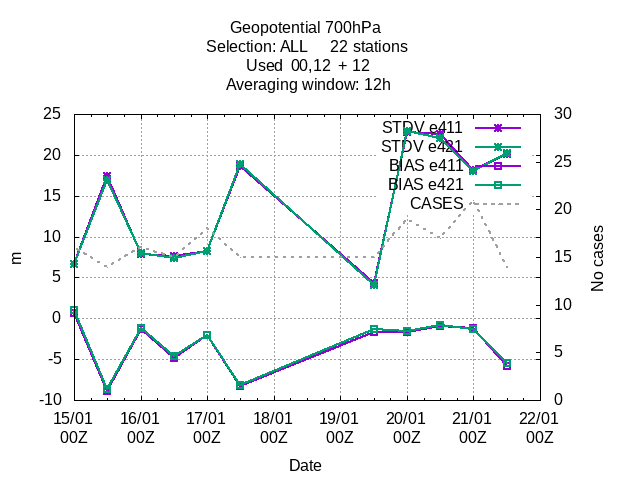 Geopotential 700hPa
Selection: ALL 22 stations
Used 00,12 + 12
Averaging window: 12h
25
20
15
10
5
0
-5
-10
m
30
25
20
15
10
5
0
No cases
STDV e411
STDV e421
BIAS e411
BIAS e421
CASES
15/01 16/01 17/01 18/01 19/01 20/01 21/01 22/01
00Z 00Z 00Z 00Z 00Z 00Z 00Z 00Z
Date